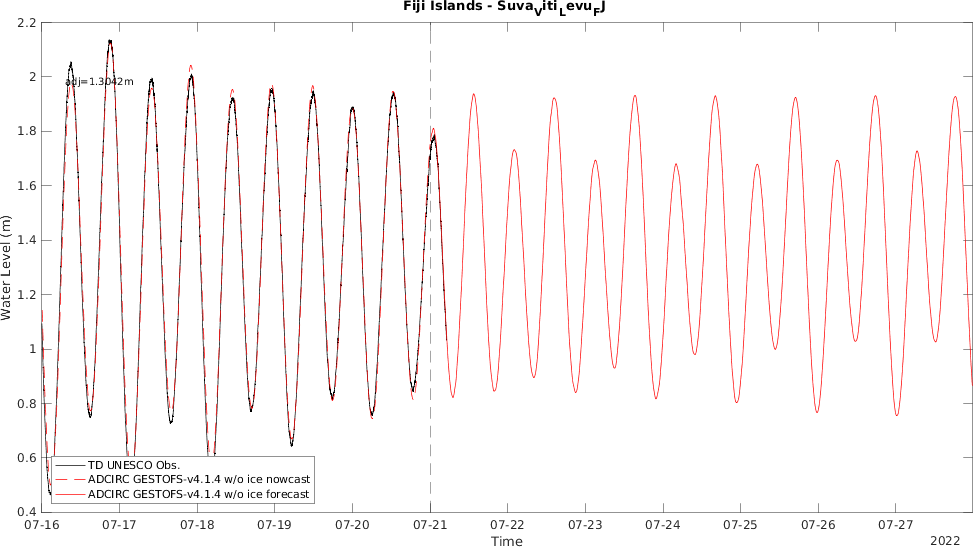 Fiji Islands - SuvaVitiLevuFJ
2.2
2
1.8
1.6
1.4
1.2
1
0.8
0.6
0.4
Water Level (m)
adj=1.3042m
TD UNESCO Obs.
ADCIRC GESTOFS-v4.1.4 w/o ice nowcast
ADCIRC GESTOFS-v4.1.4 w/o ice forecast
07-16 07-17 07-18 07-19 07-20 07-21 07-22 07-23 07-24 07-25 07-26 07-27
Time
2022